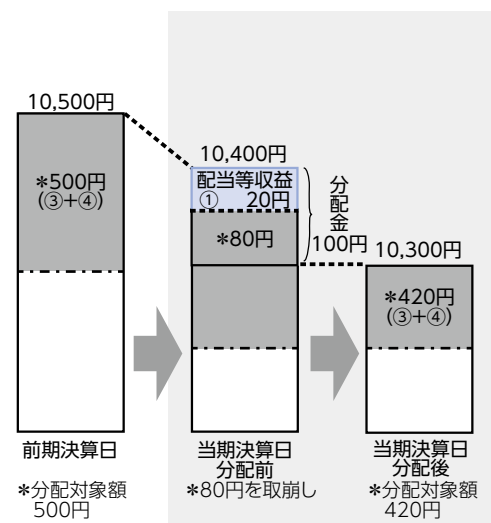 10,500円
*500円
(③+④)
10,400円
配当等収益
① 20円
*80円
分配金
100円
10,300円
*420円
(③+④)
前期決算日
*分配対象額
500円
当期決算日
分配前
*80円を取崩し
当期決算日
分配後
*分配対象額
420円